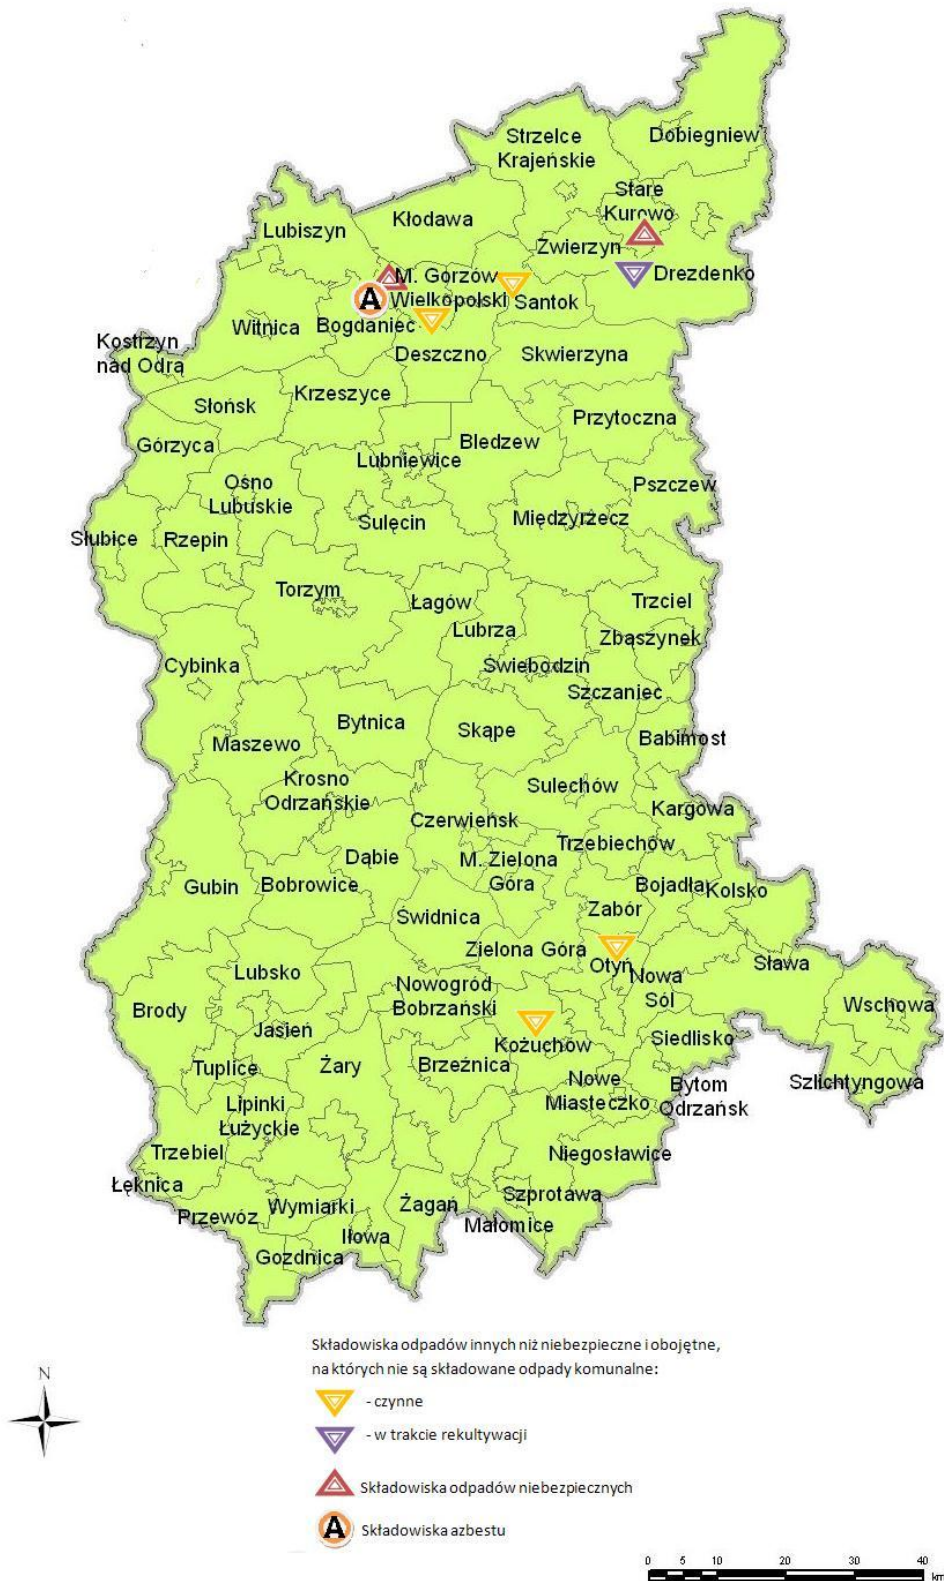 Strzelce
Krajeńskie
Dobiegniew
Stare
Kurowo
Kłodawa
Lubiszyn
Zwierzyn
Drezdenko
M. Gorzów
Wielkopolski
Santok
A
Witnica
Bogdaniec
Kostrzyn
nad Odrą
Deszczno
Skwierzyna
Krzeszyce
Słońsk
Przytoczna
Górzyca
Bledzew
Lubniewice
Ośno
Lubuskie
Pszczew
Sulęcin
Międzyrzecz
Słubice
Rzepin
Torzym
Łagów
Trzciel
Lubrza
Zbąszynek
Cybinka
Świebodzin
Szczaniec
Bytnica
Skąpe
Maszewo
Babimost
Krosno
Odrzańskie
Sulechów
Kargowa
Czerwieńsk
Trzebiechów
Dąbie
M. Zielona
Góra
Gubin
Bobrowice
Bojadła
Kolsko
Zabór
Świdnica
Zielona Góra
Otyń
Sława
Lubsko
Nowogród
Bobrzański
Nowa
Sól
Brody
Wschowa
Jasień
Kożuchów
Siedlisko
Tuplice
Żary
Brzeźnica
Nowe
Miasteczko
Bytom
Odrzańsk
Szlichtyngowa
Lipinki
Łużyckie
Trzebiel
Niegosławice
Łęknica
Przewóz
Wymiarki
Żagań
Szprotawa
Małomice
Iłowa
Gozdnica
Składowiska odpadów innych niż niebezpieczne i obojętne,
na których nie są składowane odpady komunalne:
- czynne
- w trakcie rekultywacji
Składowiska odpadów niebezpiecznych
A Składowiska azbestu
N
0 5 10 20 30 40
km